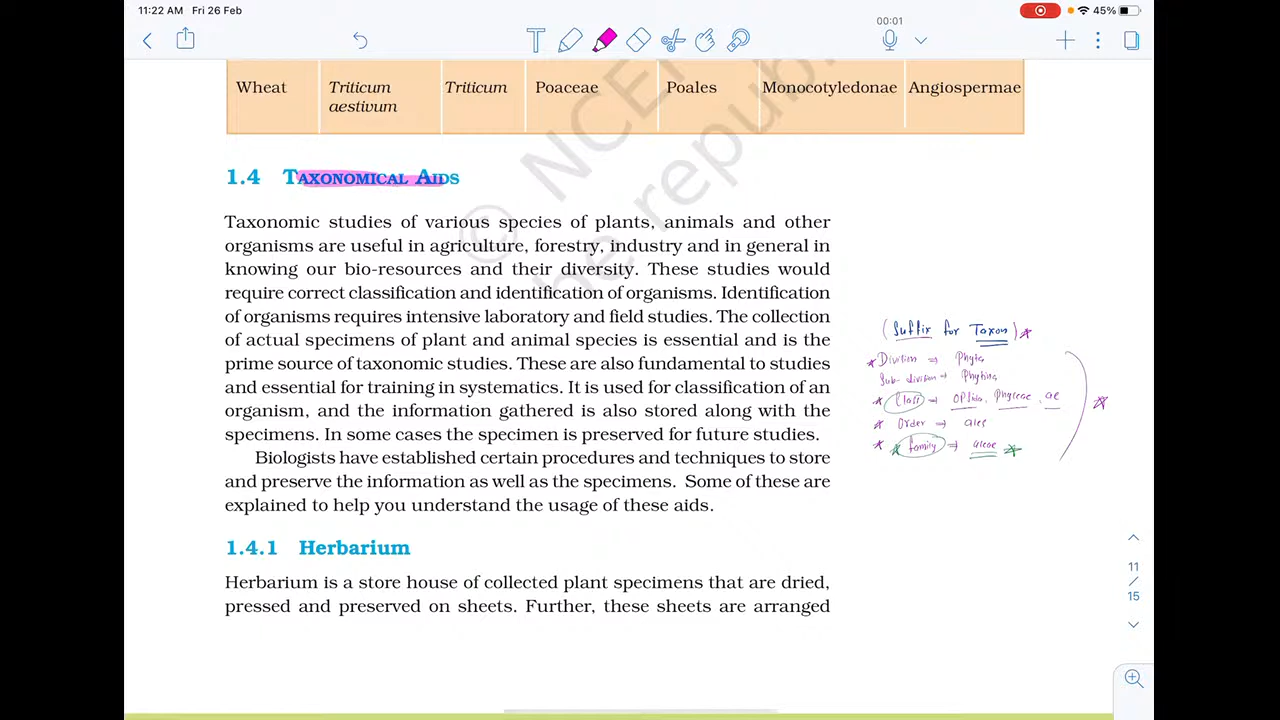 11:22 AM Fri 26 Feb
45%
00:01
Wheat Triticum aestivum Triticum Poaceae Poales Monocotyledonae Angiospermae
© NCERT
be republ
1.4 TAXONOMICAL AIDS
Taxonomic studies of various species of plants, animals and other
organisms are useful in agriculture, forestry, industry and in general in
knowing our bio-resources and their diversity. These studies would
require correct classification and identification of organisms. Identification
of organisms requires intensive laboratory and field studies. The collection
of actual specimens of plant and animal species is essential and is the
prime source of taxonomic studies. These are also fundamental to studies
and essential for training in systematics. It is used for classification of an
organism, and the information gathered is also stored along with the
specimens. In some cases the specimen is preserved for future studies.
Biologists have established certain procedures and techniques to store
and preserve the information as well as the specimens. Some of these are
explained to help you understand the usage of these aids.
1.4.1 Herbarium
Herbarium is a store house of collected plant specimens that are dried,
pressed and preserved on sheets. Further, these sheets are arranged
(Suffix for Taxon)
Division ⇒ Phyta
Sub-division → Phytina
Class ⇒ , Phyceae, ae
Order ⇒ ales
family ⇒
11
/
15